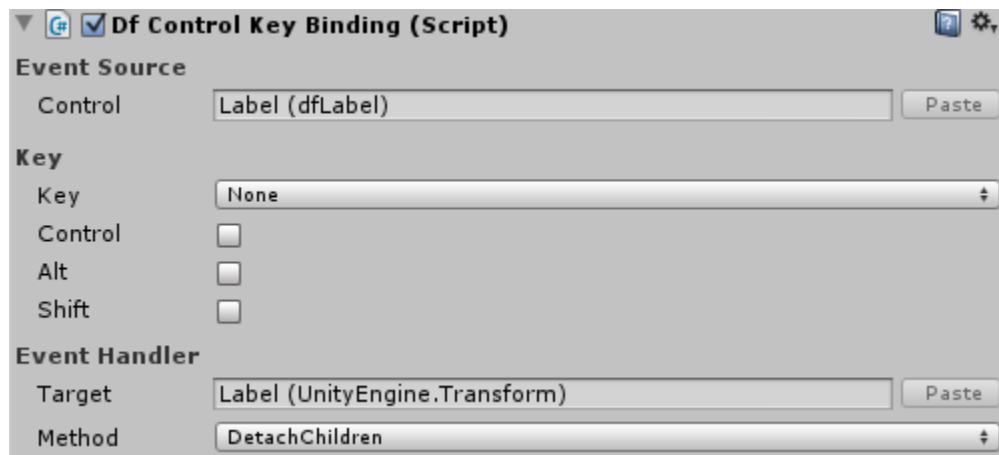 Df Control Key Binding (Script)
Event Source
Control Label (dfLabel) Paste
Key
Key None
Control
Alt
Shift
Event Handler
Target Label (UnityEngine.Transform) Paste
Method DetachChildren